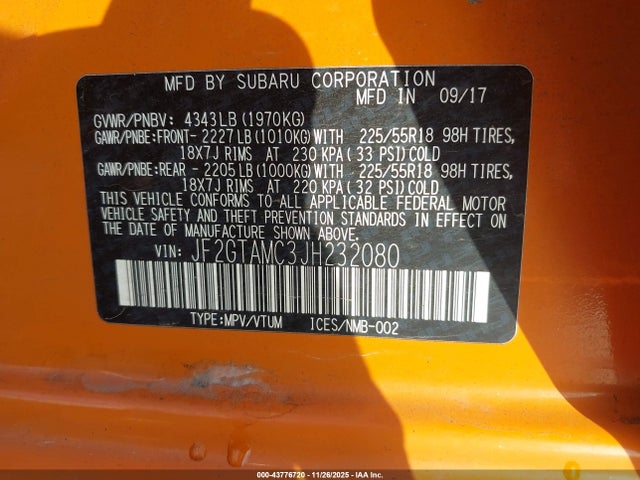 MFD BY SUBARU CORPORATION
MFD IN 09/17
GVWR/PNBV: 4343LB(1970KG)
GAWR/PNBE:FRONT- 2227LB(1010KG)WITH 225/55R18 98H TIRES,
18X7J RIMS AT 230 KPA( 33 PSI)COLD
GAWR/PNBE:REAR - 2205LB(1000KG)WITH 225/55R18 98H TIRES,
18X7J RIMS AT 220 KPA( 32 PSI)COLD
THIS VEHICLE CONFORMS TO ALL APPLICABLE FEDERAL MOTOR
VEHICLE SAFETY AND THEFT PREVENTION STANDARDS IN EFFECT ON
THE DATE OF MANUFACTURE SHOWN ABOVE.
VIN: JF2GTAMC3JH232080
TYPE:MPV/VTUM ICES/NMB-002
000-43776720 - 11/26/2025 - IAA Inc.